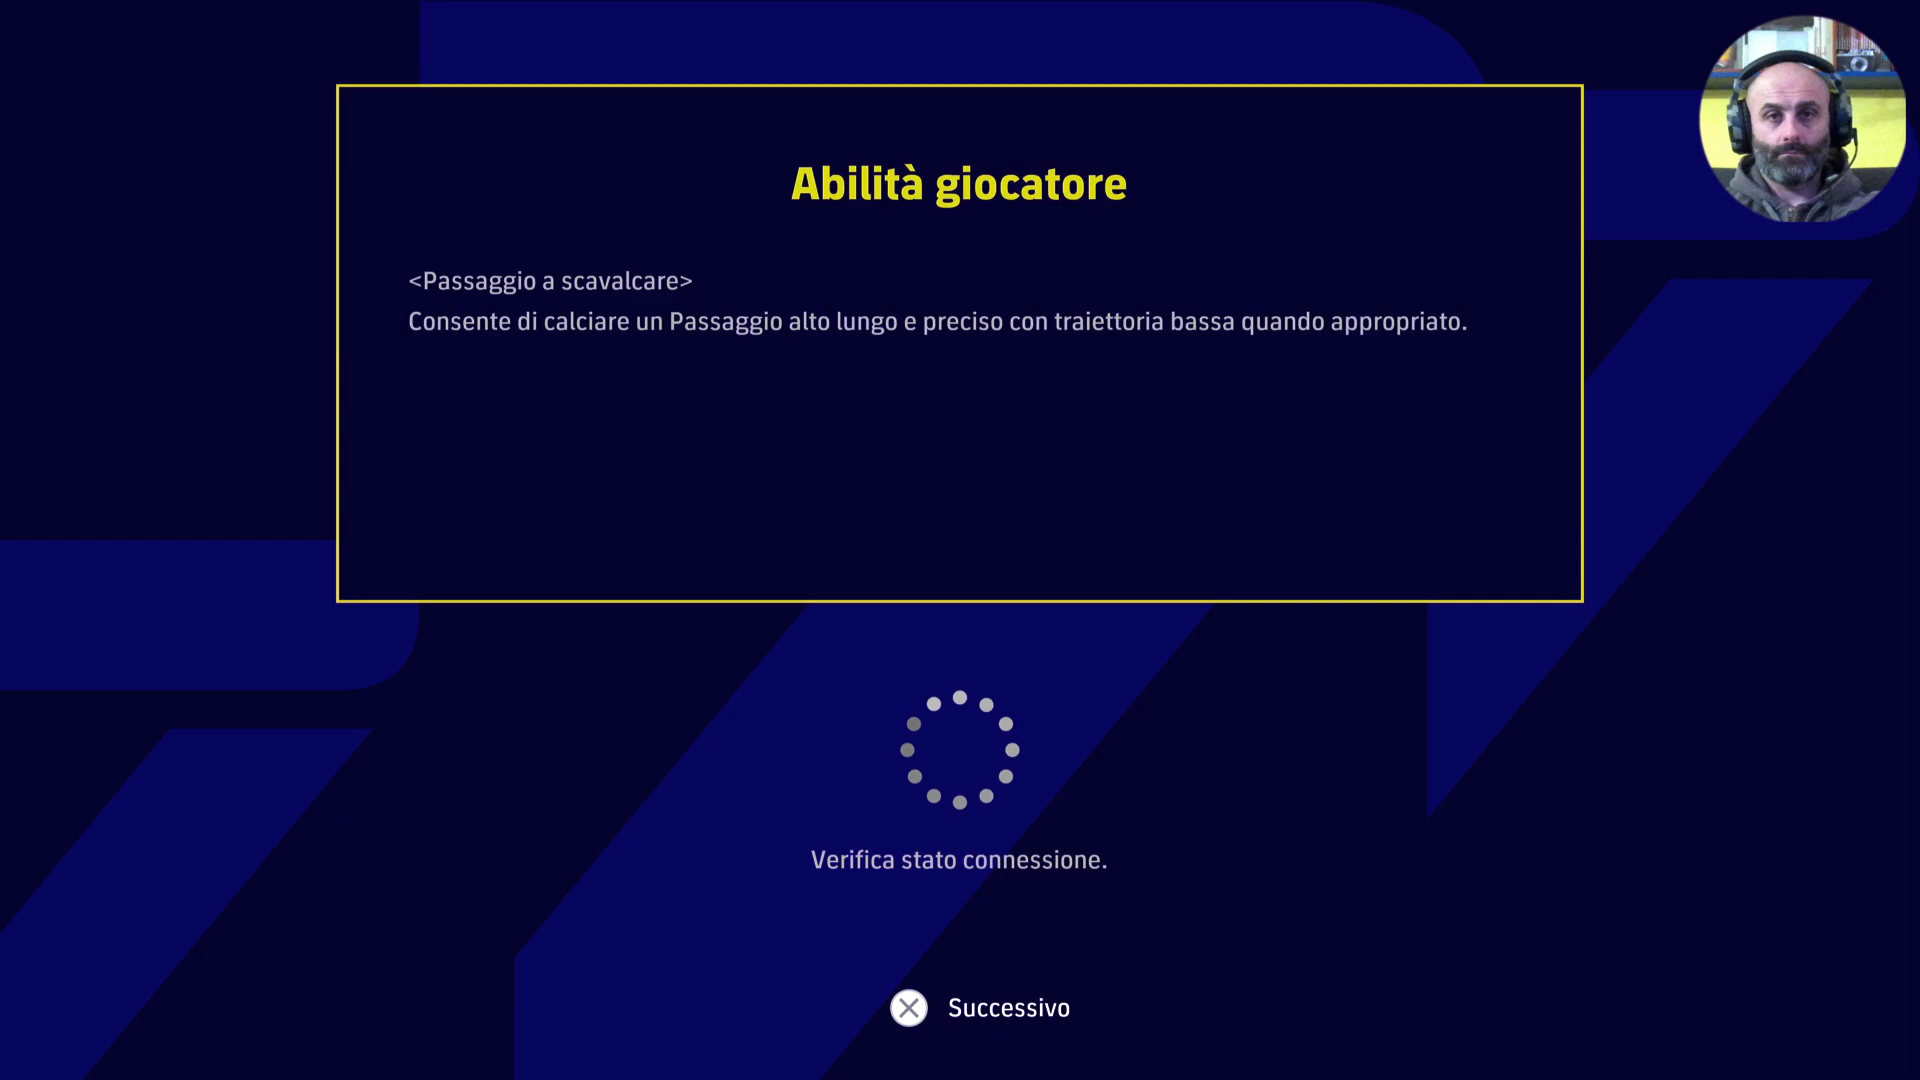 Abilità giocatore
<Passaggio a scavalcare>
Consente di calciare un Passaggio alto lungo e preciso con traiettoria bassa quando appropriato.
Verifica stato connessione.
Successivo